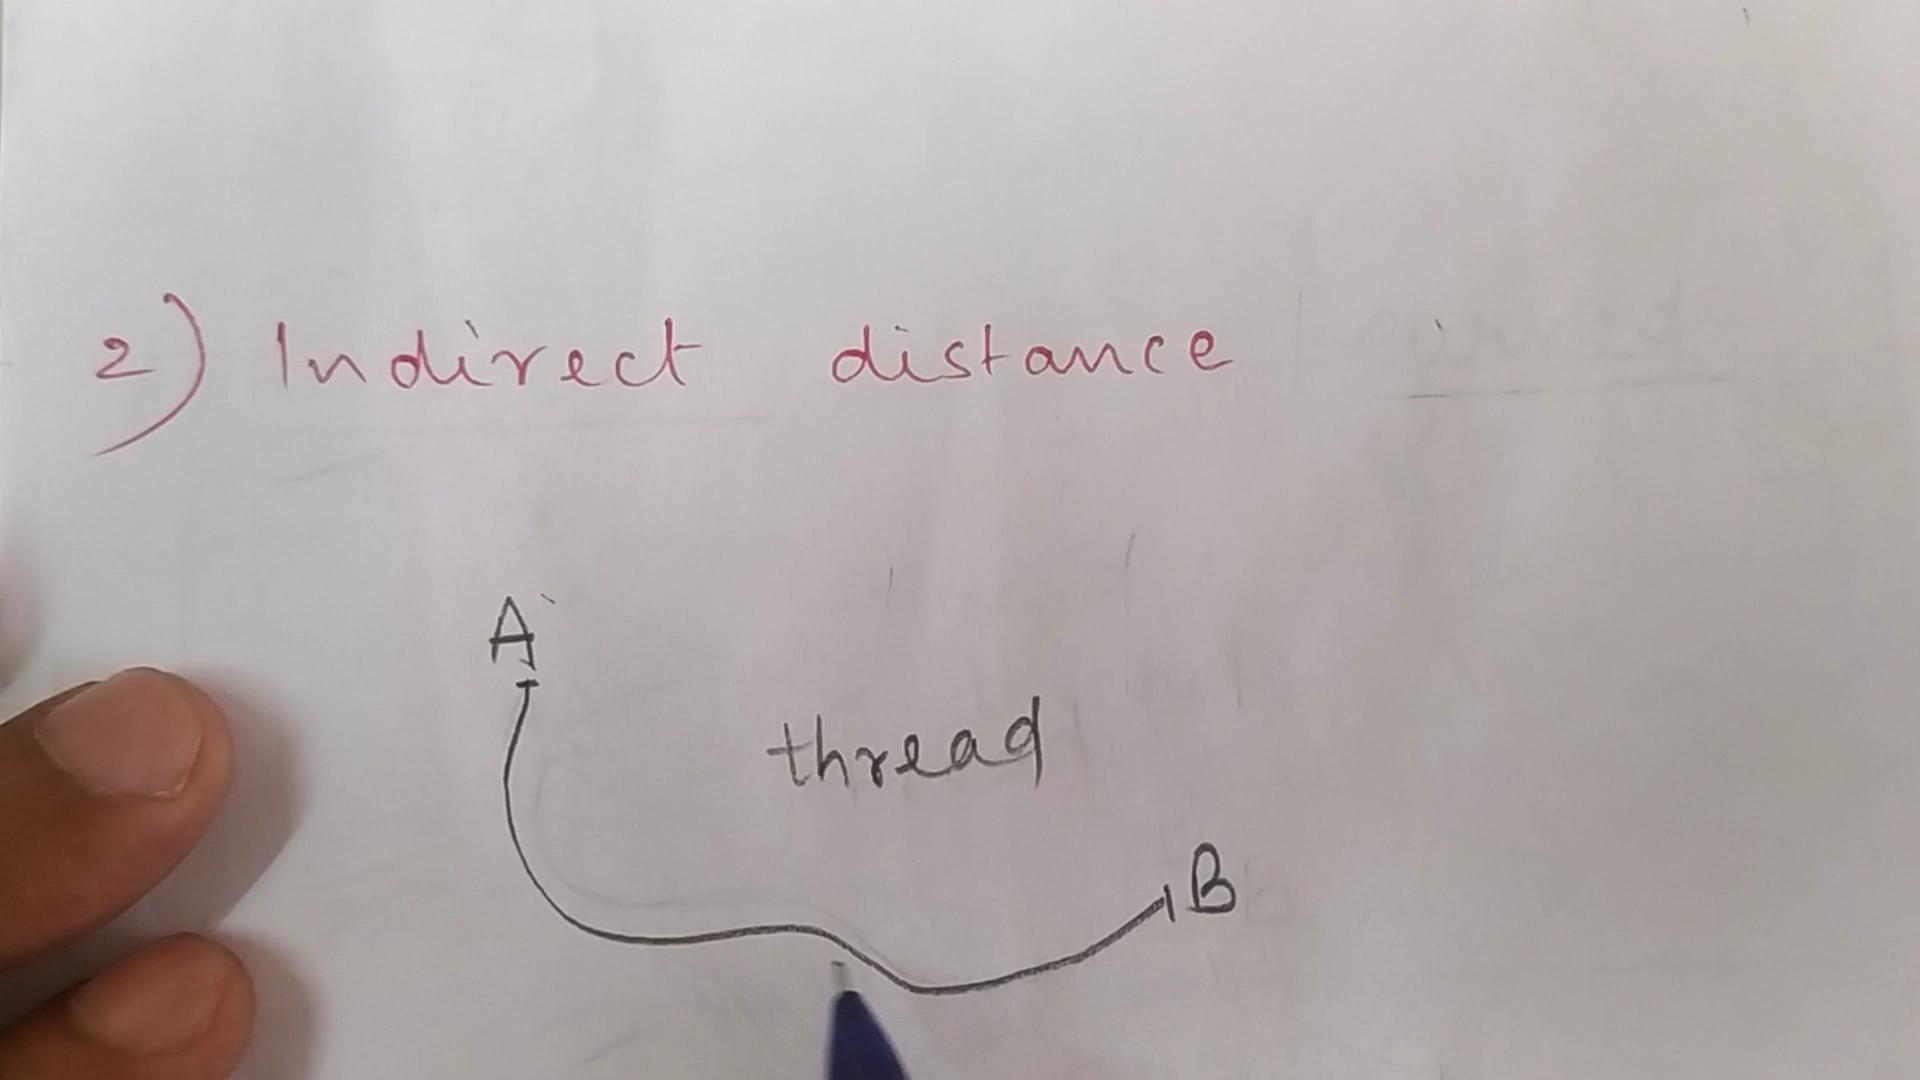 2) Indirect distance
A
thread
B